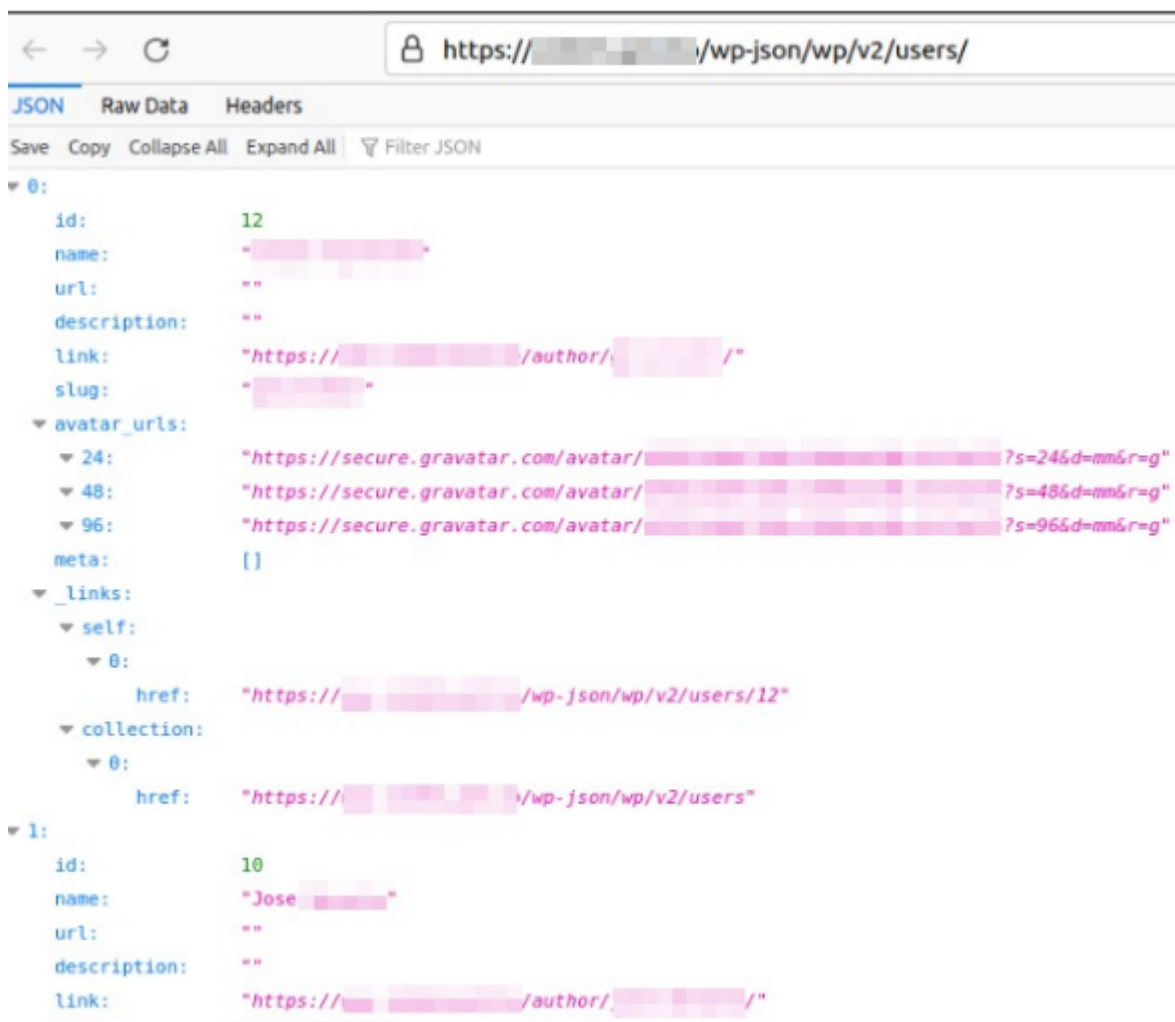 https:// /wp-json/wp/v2/users/
JSON Raw Data Headers
Save Copy Collapse All Expand All Filter JSON
0:
id: 12
name: " "
url: ""
description: ""
link: "https:// /author/ /"
slug: " "
avatar_urls:
24: "https://secure.gravatar.com/avatar/ ?s=24&d=mm&r=g"
48: "https://secure.gravatar.com/avatar/ ?s=48&d=mm&r=g"
96: "https://secure.gravatar.com/avatar/ ?s=96&d=mm&r=g"
meta: []
_links:
self:
0:
href: "https:// /wp-json/wp/v2/users/12"
collection:
0:
href: "https:// /wp-json/wp/v2/users"
1:
id: 10
name: "Jose "
url: ""
description: ""
link: "https:// /author/ /"